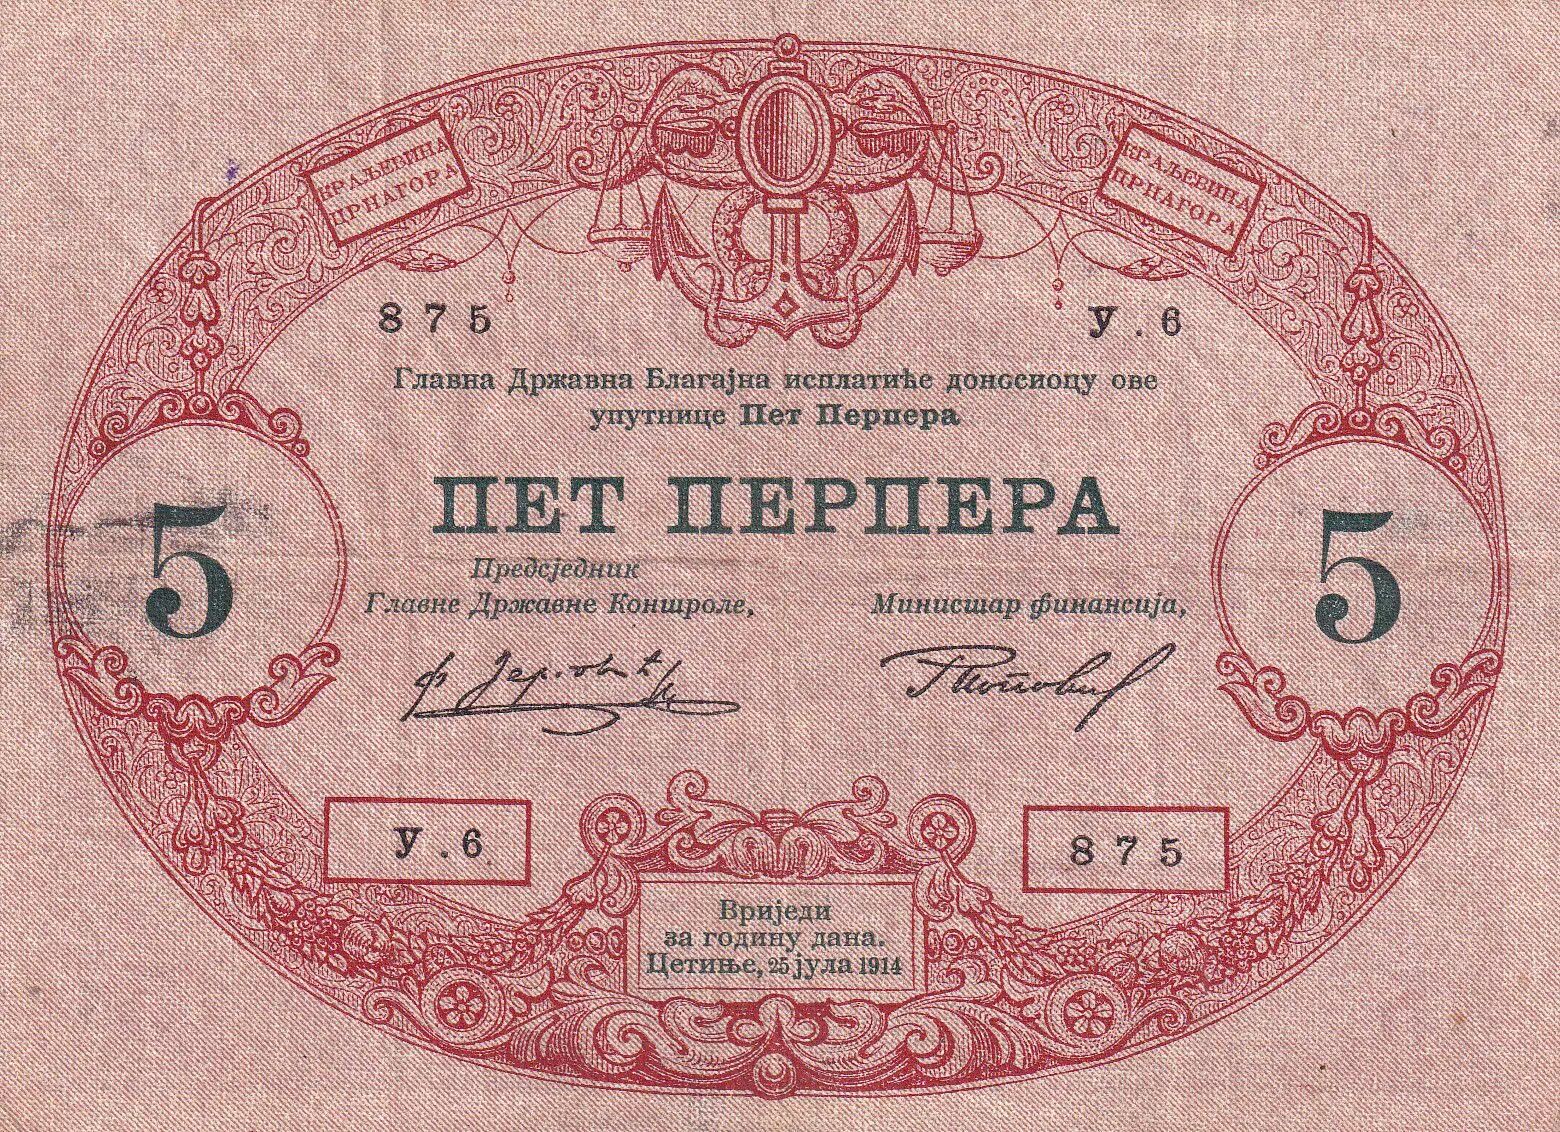 КРАЉЕВИНА
ЦРНАГОРА
КРАЉЕВИНА
ЦРНАГОРА
875
У.6
Главна Државна Благајна исплатиће доносиоцу ове
упутнице Пет Перпера
ПЕТ ПЕРПЕРА
5
5
Предсједник
Главне Државне Контроле,
Министар финансија,
У.6
875
Вриједи
за годину дана.
Цетиње, 25 јула 1914